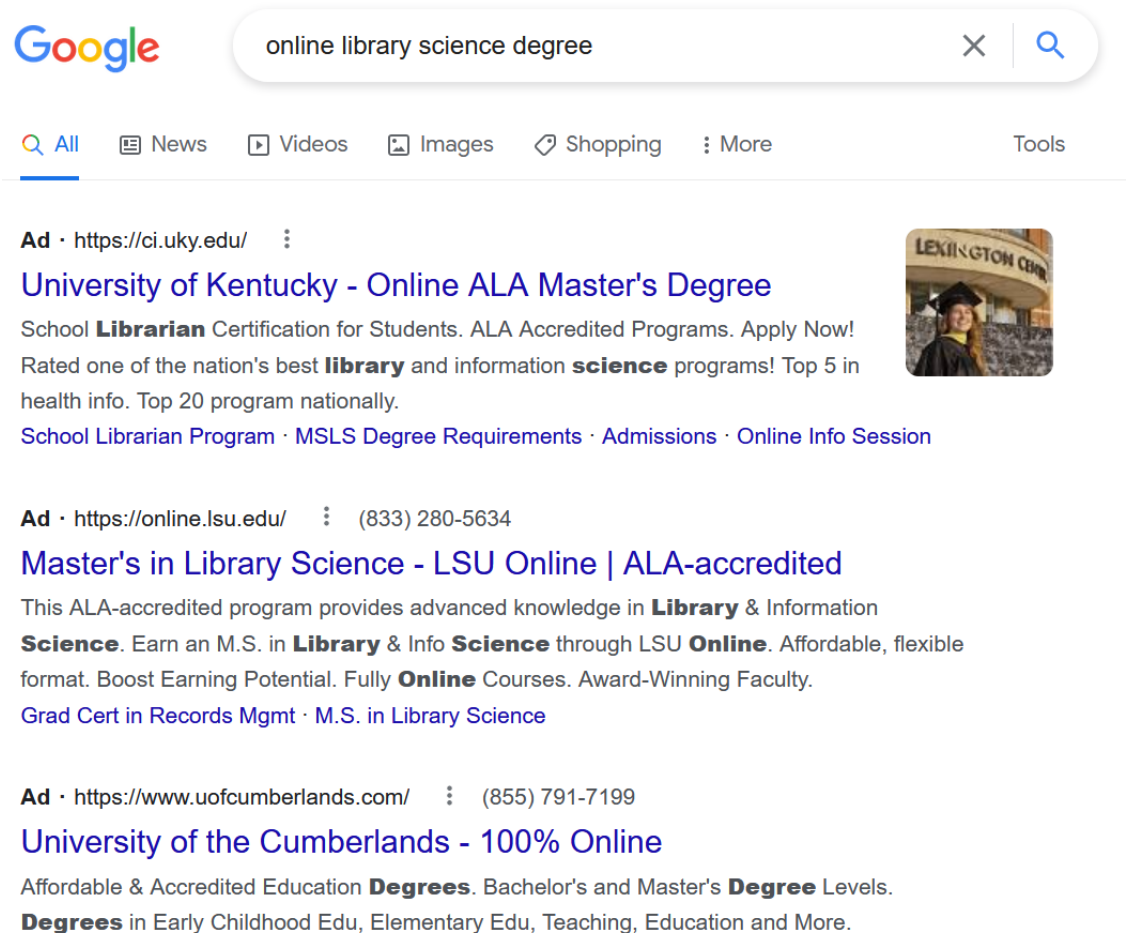 Google
online library science degree
All News Videos Images Shopping More Tools
Ad · https://ci.uky.edu/
LEXINGTON
University of Kentucky - Online ALA Master's Degree
School Librarian Certification for Students. ALA Accredited Programs. Apply Now!
Rated one of the nation's best library and information science programs! Top 5 in
health info. Top 20 program nationally.
School Librarian Program · MSLS Degree Requirements · Admissions · Online Info Session
Ad · https://online.lsu.edu/ (833) 280-5634
Master's in Library Science - LSU Online | ALA-accredited
This ALA-accredited program provides advanced knowledge in Library & Information
Science. Earn an M.S. in Library & Info Science through LSU Online. Affordable, flexible
format. Boost Earning Potential. Fully Online Courses. Award-Winning Faculty.
Grad Cert in Records Mgmt · M.S. in Library Science
Ad · https://www.uofcumberlands.com/ (855) 791-7199
University of the Cumberlands - 100% Online
Affordable & Accredited Education Degrees. Bachelor's and Master's Degree Levels.
Degrees in Early Childhood Edu, Elementary Edu, Teaching, Education and More.